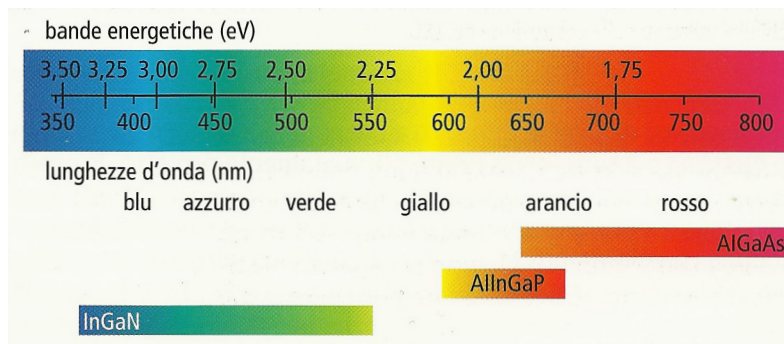 bande energetiche (eV)
3,50 3,25 3,00 2,75 2,50 2,25 2,00 1,75
350 400 450 500 550 600 650 700 750 800
lunghezze d’onda (nm)
blu azzurro verde giallo arancio rosso
AlGaAs
AlInGaP
InGaN